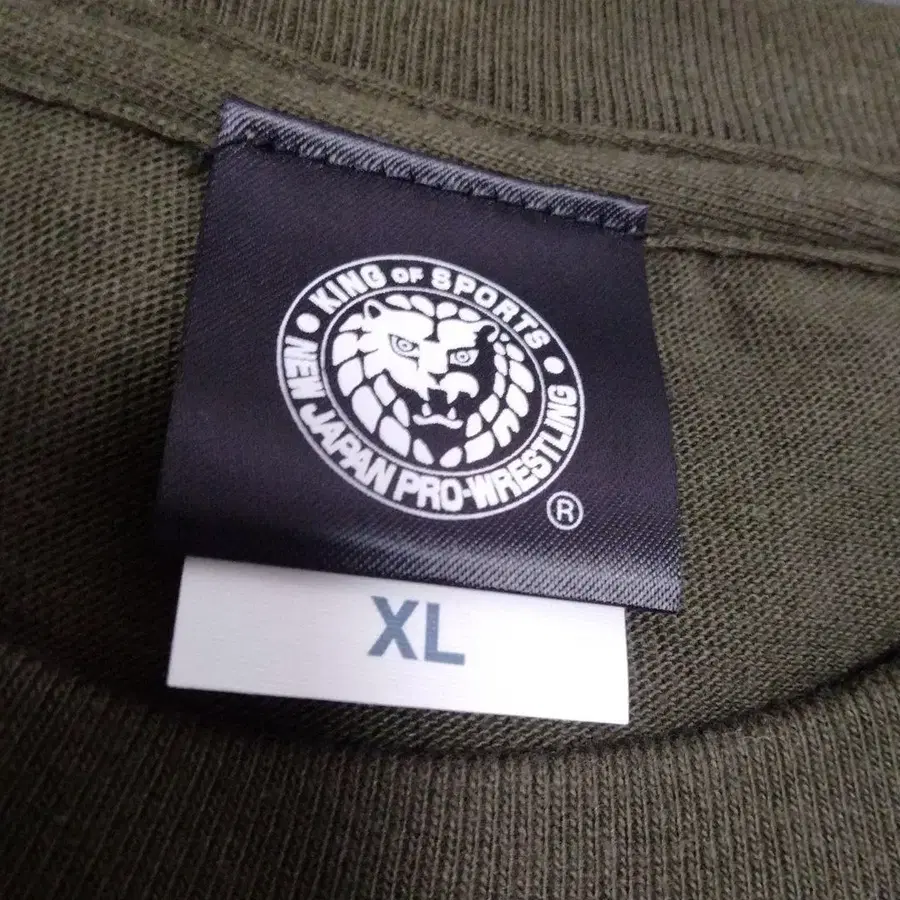 KING OF SPORTS
NEW JAPAN PRO-WRESTLING
®
XL